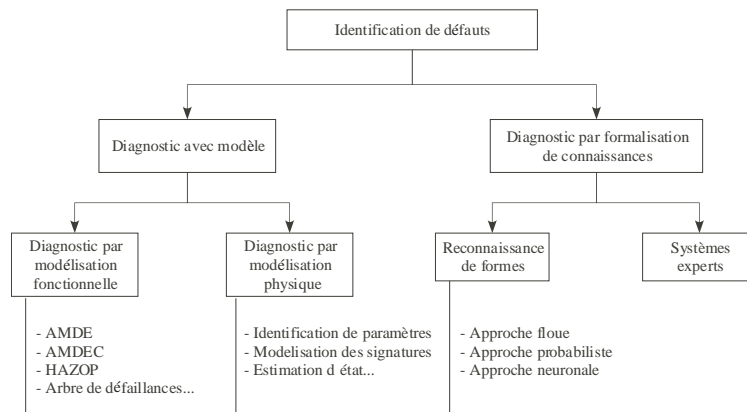 Identification de défauts
Diagnostic avec modèle
Diagnostic par formalisation
de connaissances
Diagnostic par
modélisation
fonctionnelle
Diagnostic par
modélisation
physique
Reconnaissance
de formes
Systèmes
experts
- AMDE
- AMDEC
- HAZOP
- Arbre de défaillances...
- Identification de paramètres
- Modelisation des signatures
- Estimation d état...
- Approche floue
- Approche probabiliste
- Approche neuronale